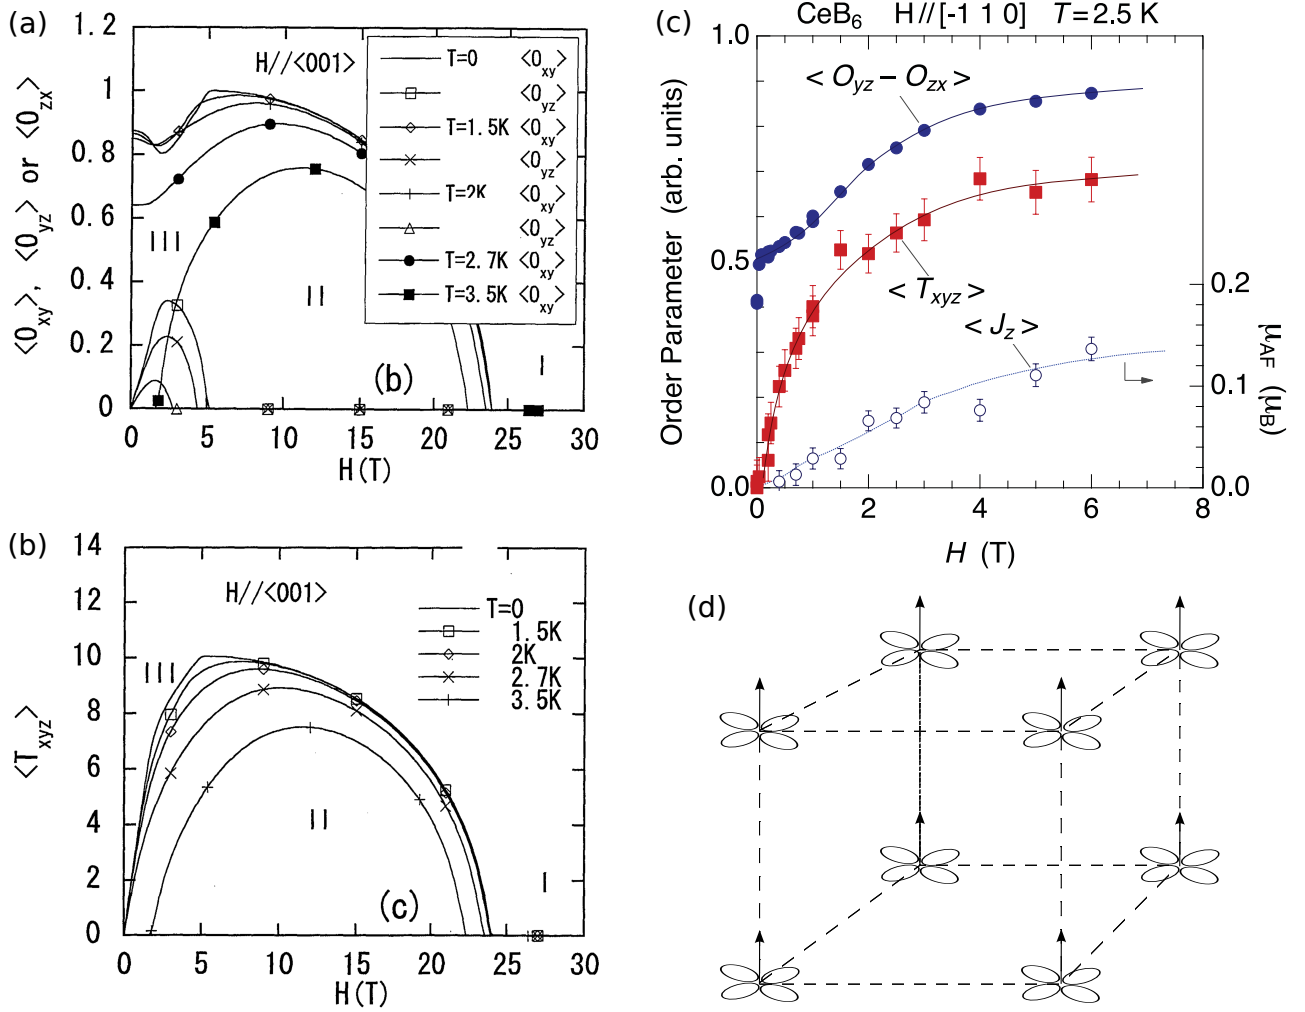 (a)
1.2
1
0.8
0.6
0.4
0.2
0
<O_xy>, <O_yz> or <O_zx>
H//<001>
T=0 <O_xy>
<O_yz>
T=1.5K <O_xy>
<O_yz>
T=2K <O_xy>
<O_yz>
T=2.7K <O_xy>
T=3.5K <O_xy>
III
II
I
(b)
0 5 10 15 20 25 30
H(T)
(b)
14
12
10
8
6
4
2
0
<T_xyz>
H//<001>
T=0
1.5K
2K
2.7K
3.5K
III
II
I
(c)
0 5 10 15 20 25 30
H(T)
(c) CeB6 H//[-1 1 0] T=2.5 K
1.0
0.5
0.0
Order Parameter (arb. units)
< O_yz – O_zx >
< T_xyz >
< J_z >
0.2
0.1
0.0
μ_AF (μ_B)
0 2 4 6 8
H (T)
(d)